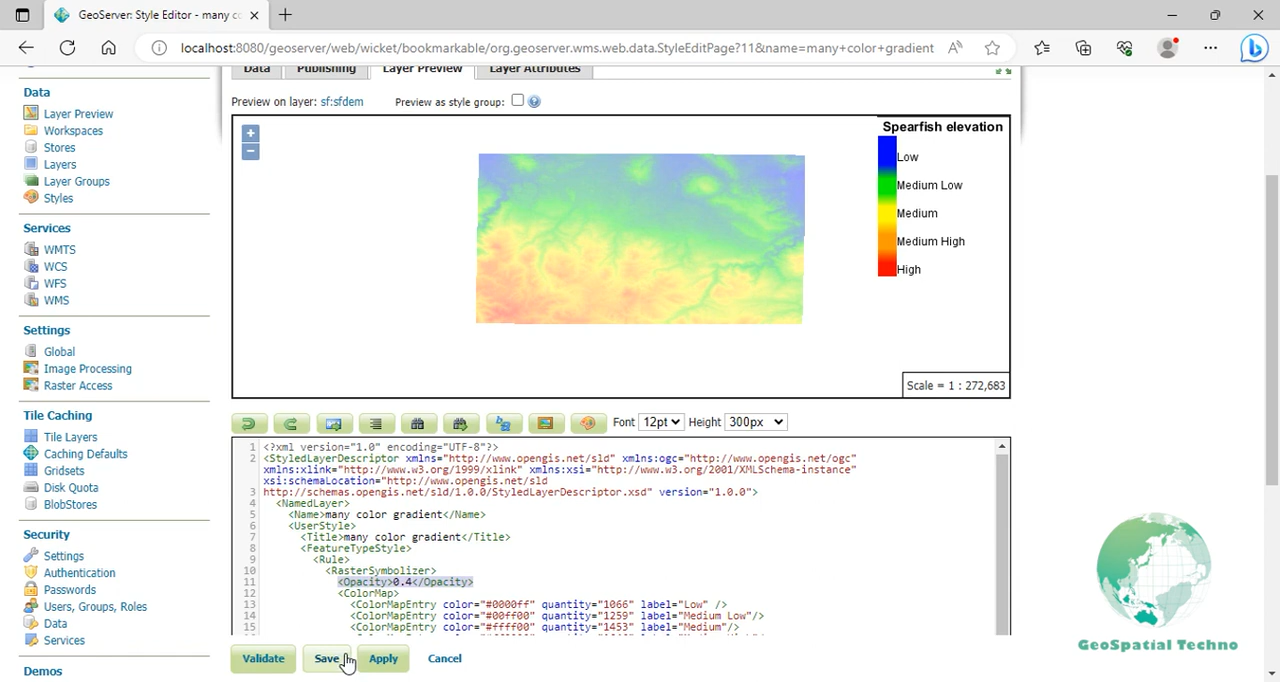 GeoServer: Style Editor - many co
localhost:8080/geoserver/web/wicket/bookmarkable/org.geoserver.wms.web.data.StyleEditPage?11&name=many+color+gradient
Data
Layer Preview
Workspaces
Stores
Layers
Layer Groups
Styles
Services
WMTS
WCS
WFS
WMS
Settings
Global
Image Processing
Raster Access
Tile Caching
Tile Layers
Caching Defaults
Gridsets
Disk Quota
BlobStores
Security
Settings
Authentication
Passwords
Users, Groups, Roles
Data
Services
Demos
Data Publishing Layer Preview Layer Attributes
Preview on layer: sf:sfdem Preview as style group:
+
−
Spearfish elevation
Low
Medium Low
Medium
Medium High
High
Scale = 1 : 272,683
Font 12pt Height 300px
1 <?xml version="1.0" encoding="UTF-8"?>
2 <StyledLayerDescriptor xmlns="http://www.opengis.net/sld" xmlns:ogc="http://www.opengis.net/ogc"
xmlns:xlink="http://www.w3.org/1999/xlink" xmlns:xsi="http://www.w3.org/2001/XMLSchema-instance"
xsi:schemaLocation="http://www.opengis.net/sld
3 http://schemas.opengis.net/sld/1.0.0/StyledLayerDescriptor.xsd" version="1.0.0">
4 <NamedLayer>
5 <Name>many color gradient</Name>
6 <UserStyle>
7 <Title>many color gradient</Title>
8 <FeatureTypeStyle>
9 <Rule>
10 <RasterSymbolizer>
11 <Opacity>0.4</Opacity>
12 <ColorMap>
13 <ColorMapEntry color="#0000ff" quantity="1066" label="Low" />
14 <ColorMapEntry color="#00ff00" quantity="1259" label="Medium Low"/>
15 <ColorMapEntry color="#ffff00" quantity="1453" label="Medium"/>
Validate Save Apply Cancel
GeoSpatial Techno